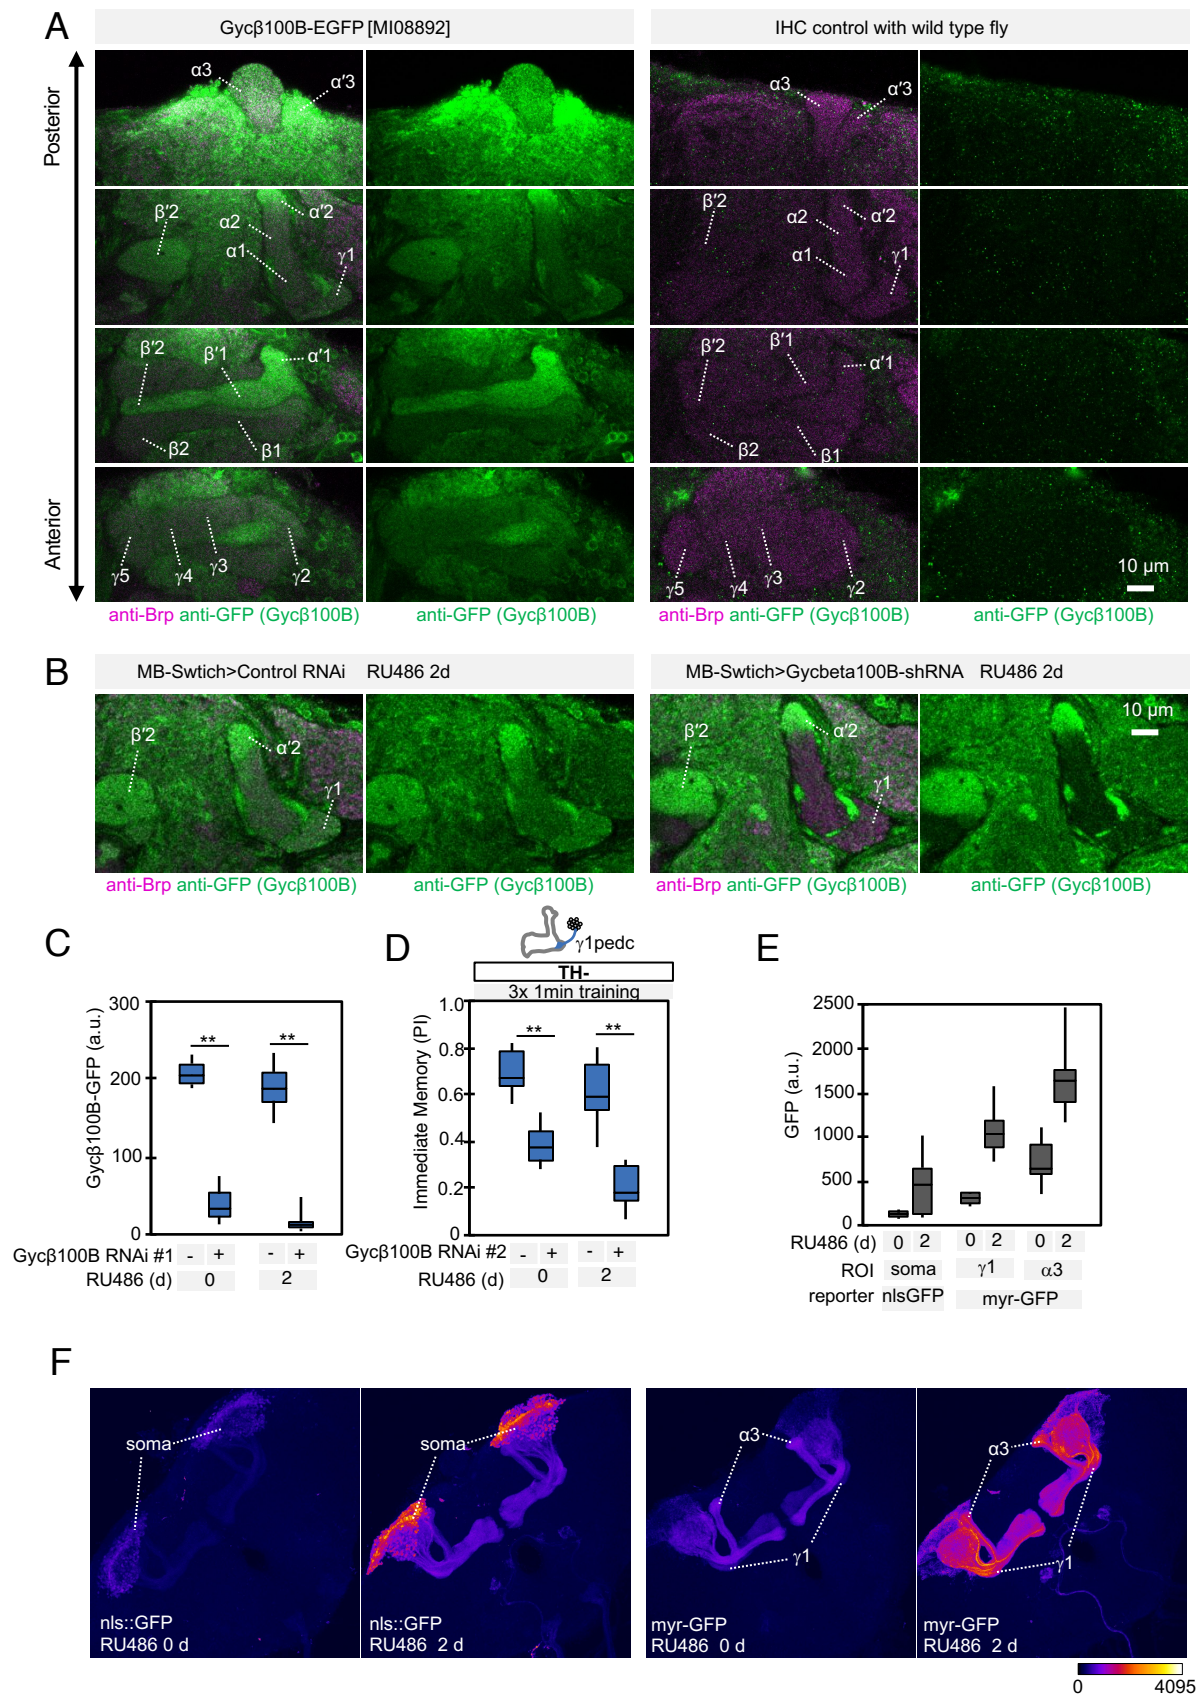 A
Gycβ100B-EGFP [MI08892]
IHC control with wild type fly
Posterior
Anterior
α3
α′3
α3
α′3
β′2
α2
α′2
α1
γ1
β′2
α2
α′2
α1
γ1
β′2
β′1
α′1
β2
β1
β′2
β′1
α′1
β2
β1
γ5
γ4
γ3
γ2
γ5
γ4
γ3
γ2
10 µm
anti-Brp anti-GFP (Gycβ100B)
anti-GFP (Gycβ100B)
anti-Brp anti-GFP (Gycβ100B)
anti-GFP (Gycβ100B)
B
MB-Swtich>Control RNAi RU486 2d
MB-Swtich>Gycbeta100B-shRNA RU486 2d
β′2
α′2
γ1
β′2
α′2
γ1
10 µm
anti-Brp anti-GFP (Gycβ100B)
anti-GFP (Gycβ100B)
anti-Brp anti-GFP (Gycβ100B)
anti-GFP (Gycβ100B)
C
Gycβ100B-GFP (a.u.)
300
200
100
0
** **
Gycβ100B RNAi #1 - + - +
RU486 (d) 0 2
D
γ1pedc
TH-
3x 1min training
Immediate Memory (PI)
1.0
0.8
0.6
0.4
0.2
0
** **
Gycβ100B RNAi #2 - + - +
RU486 (d) 0 2
E
GFP (a.u.)
2500
2000
1500
1000
500
0
RU486 (d) 0 2 0 2 0 2
ROI soma γ1 α3
reporter nlsGFP myr-GFP
F
soma
nls::GFP
RU486 0 d
soma
nls::GFP
RU486 2 d
α3
γ1
myr-GFP
RU486 0 d
α3
γ1
myr-GFP
RU486 2 d
0 4095